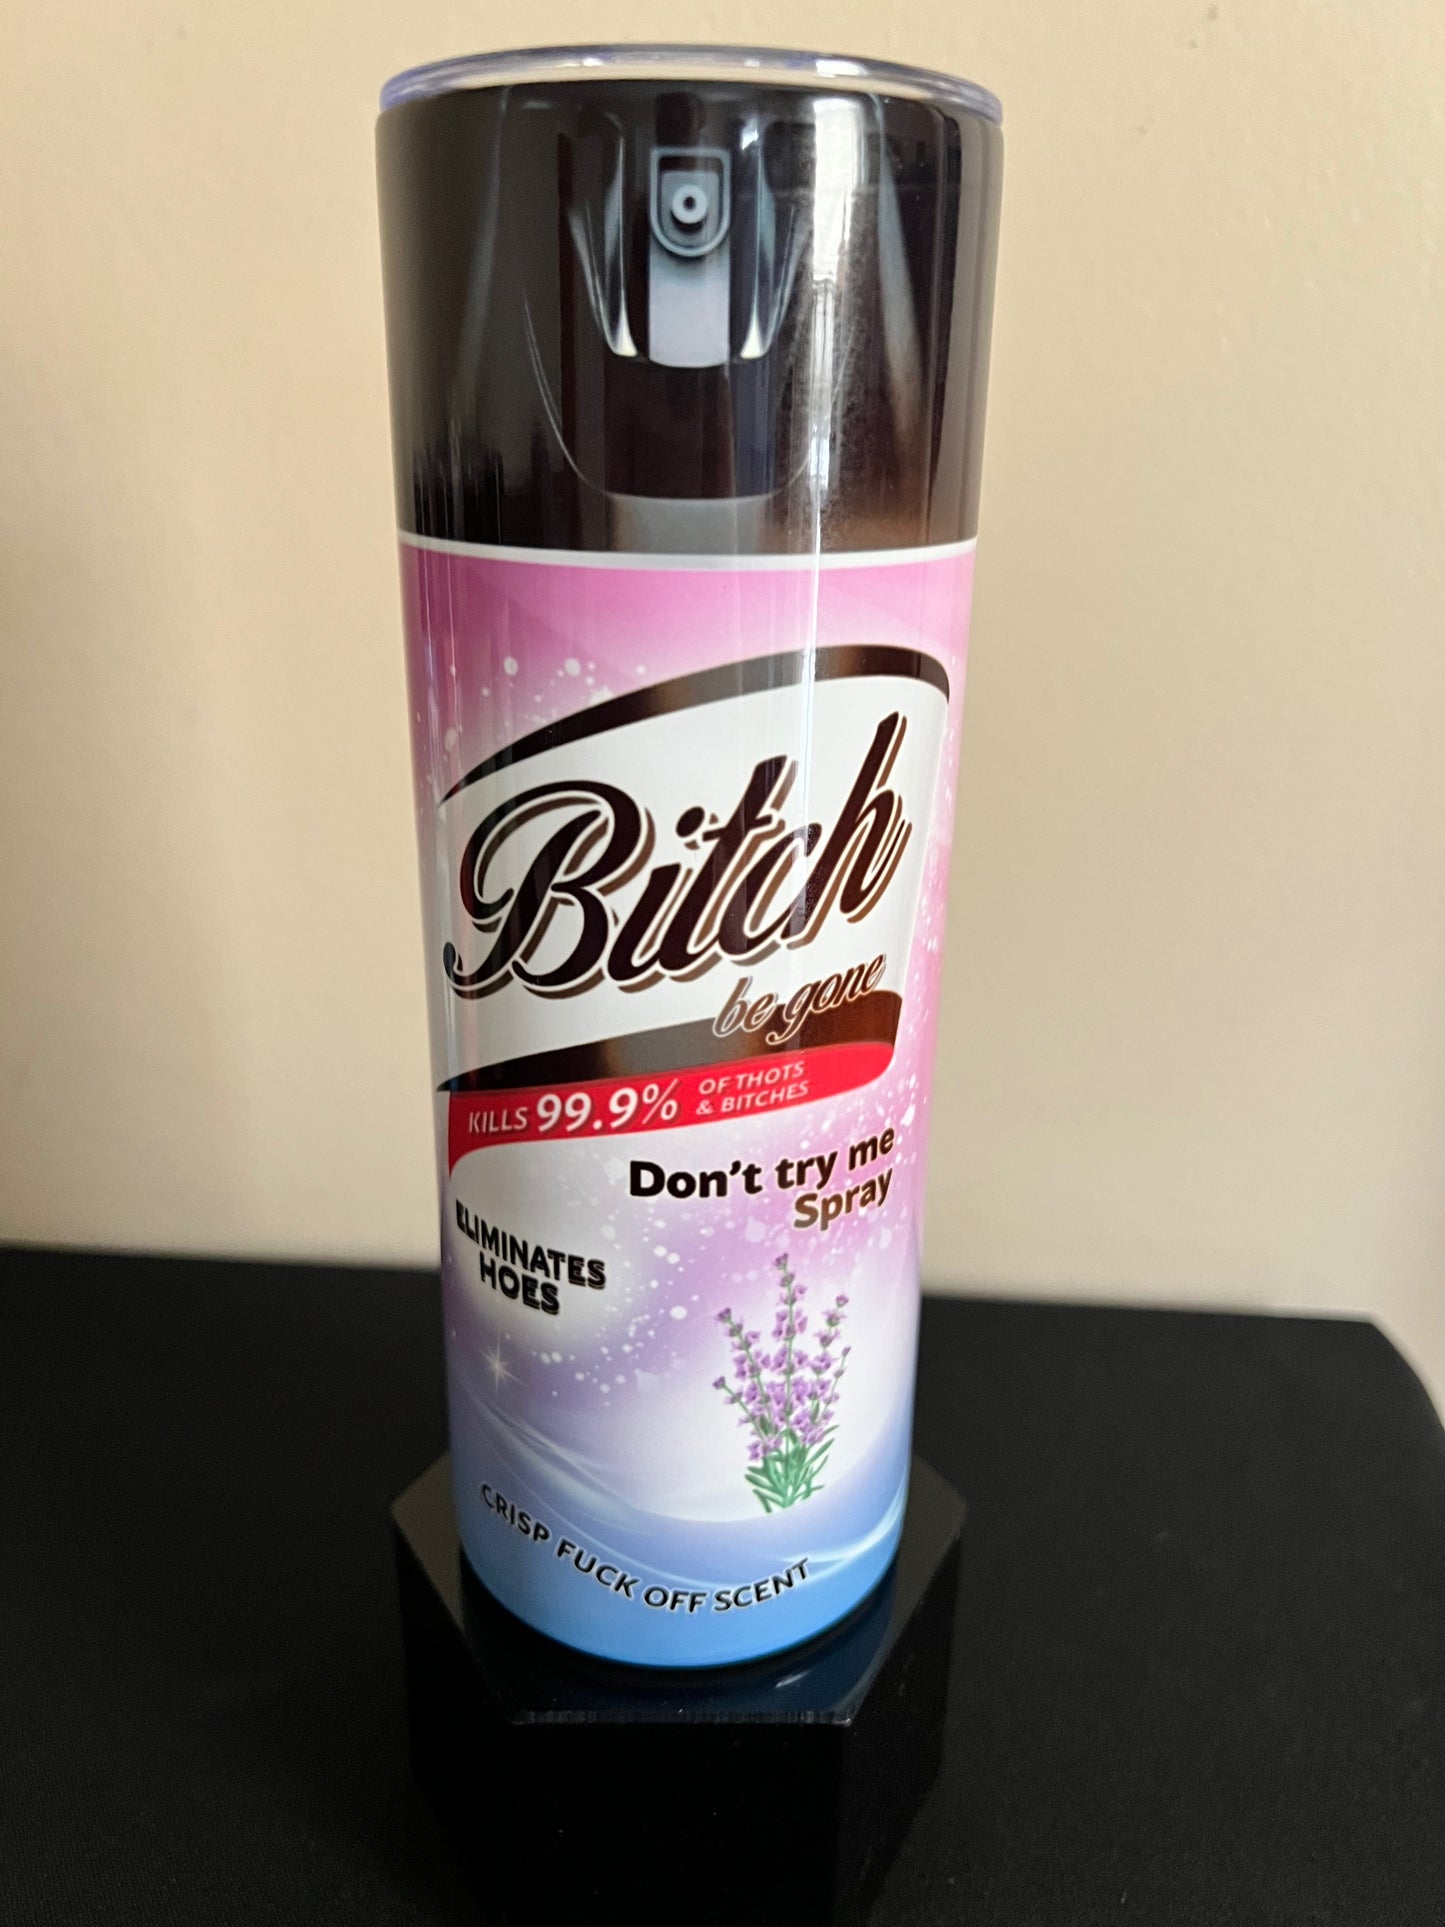 Bitch
be gone
KILLS 99.9% OF THOTS
& BITCHES
Don't try me
Spray
ELIMINATES
HOES
CRISP FUCK OFF SCENT